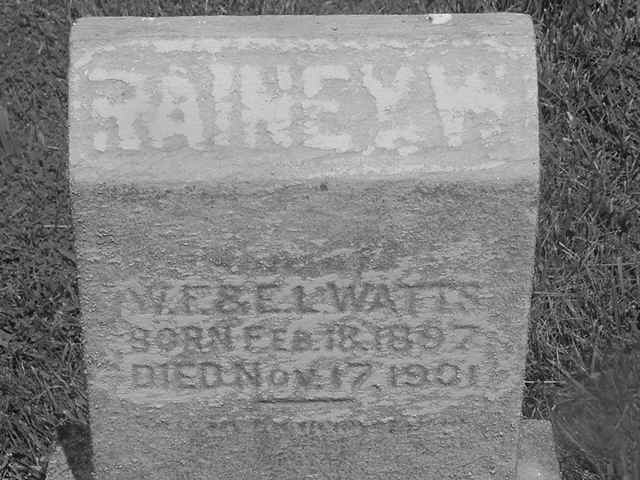 RAINEY W
W.F. & E.L. WATTS
BORN FEB. 18, 1897
DIED NOV. 17, 1901